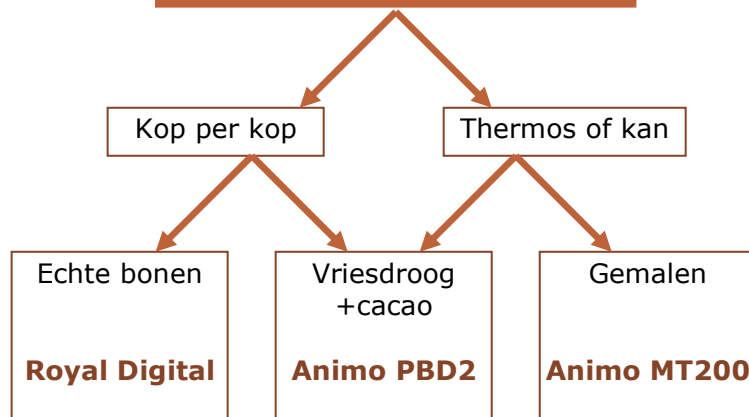 Kop per kop
Thermos of kan
Echte bonen
Royal Digital
Vriesdroog
+cacao
Animo PBD2
Gemalen
Animo MT200